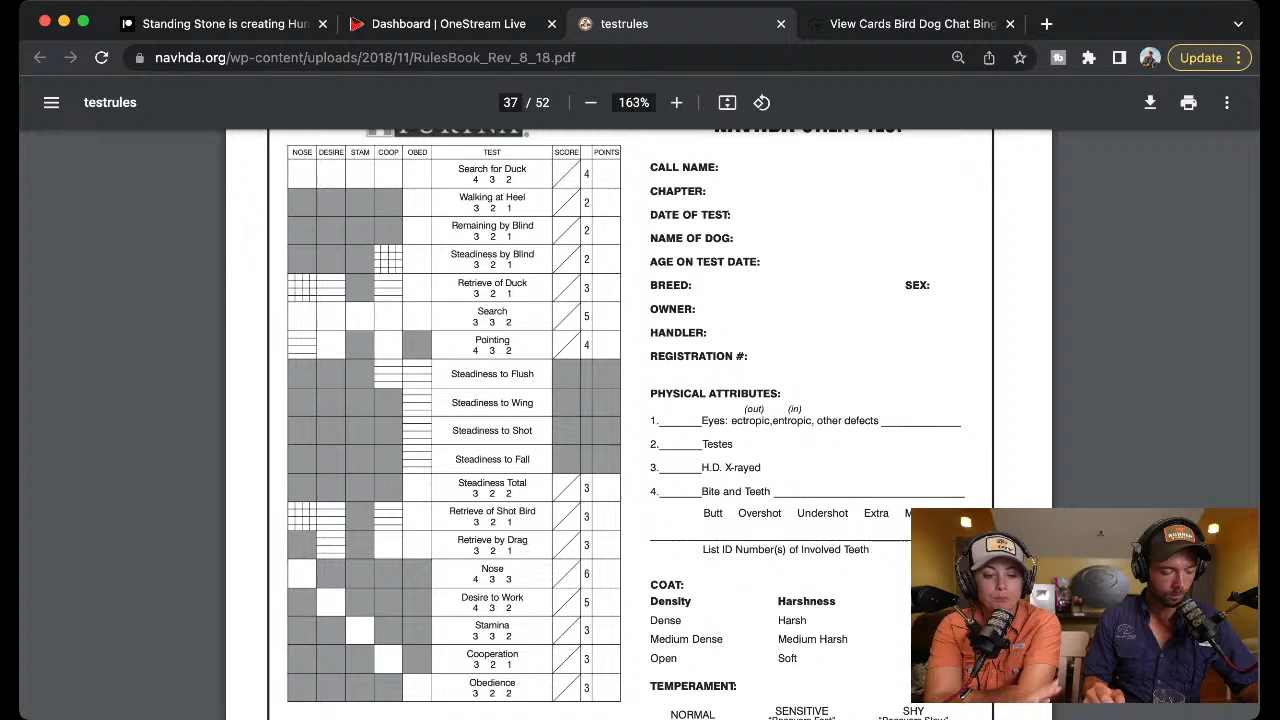 Standing Stone is creating Hun
Dashboard | OneStream Live
testrules
View Cards Bird Dog Chat Bing
navhda.org/wp-content/uploads/2018/11/RulesBook_Rev_8_18.pdf
Update
testrules
37 / 52
163%
PURINA
NOSE DESIRE STAM COOP OBED TEST SCORE POINTS
Search for Duck
4 3 2
4
Walking at Heel
3 2 1
2
Remaining by Blind
3 2 1
2
Steadiness by Blind
3 2 1
2
Retrieve of Duck
3 2 1
3
Search
3 3 2
5
Pointing
4 3 2
4
Steadiness to Flush
Steadiness to Wing
Steadiness to Shot
Steadiness to Fall
Steadiness Total
3 2 2
3
Retrieve of Shot Bird
3 2 1
3
Retrieve by Drag
3 2 1
3
Nose
4 3 3
6
Desire to Work
4 3 2
5
Stamina
3 3 2
3
Cooperation
3 2 1
3
Obedience
3 2 2
3
CALL NAME:
CHAPTER:
DATE OF TEST:
NAME OF DOG:
AGE ON TEST DATE:
BREED: SEX:
OWNER:
HANDLER:
REGISTRATION #:
PHYSICAL ATTRIBUTES:
(out) (in)
1.______Eyes: ectropic,entropic, other defects ____________
2.______Testes
3.______H.D. X-rayed
4.______Bite and Teeth ____________
Butt Overshot Undershot Extra
List ID Number(s) of Involved Teeth
COAT:
Density Harshness
Dense Harsh
Medium Dense Medium Harsh
Open Soft
TEMPERAMENT:
NORMAL SENSITIVE SHY